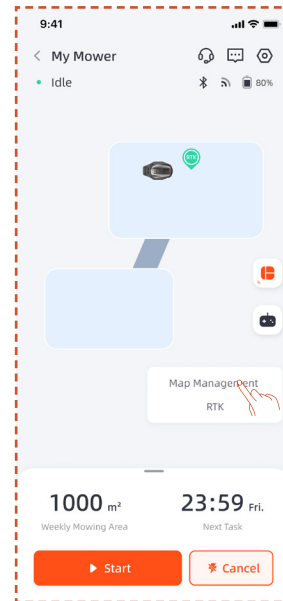 9:41
My Mower
Idle
80%
RTK
Map Management
RTK
1000 m²
23:59 Fri.
Weekly Mowing Area
Next Task
Start
Cancel